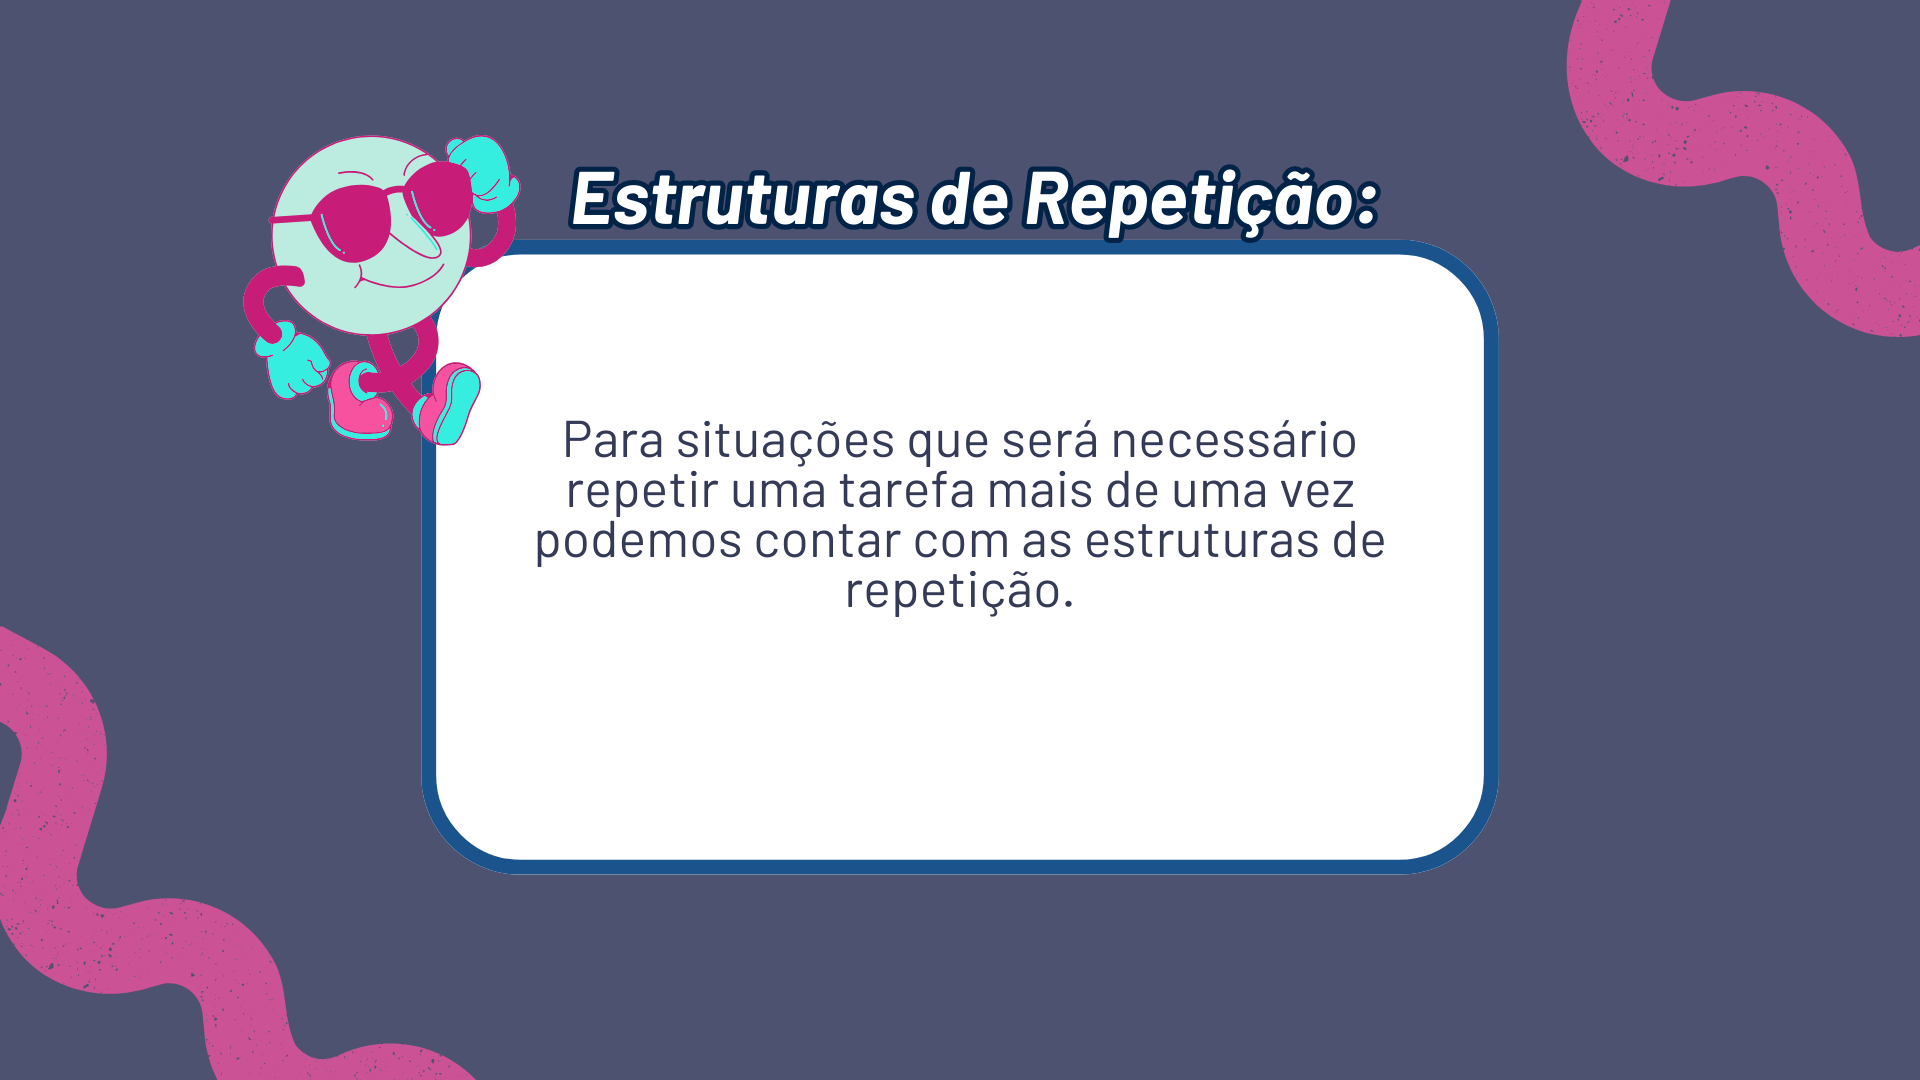 Estruturas de Repetição:
Para situações que será necessário
repetir uma tarefa mais de uma vez
podemos contar com as estruturas de
repetição.